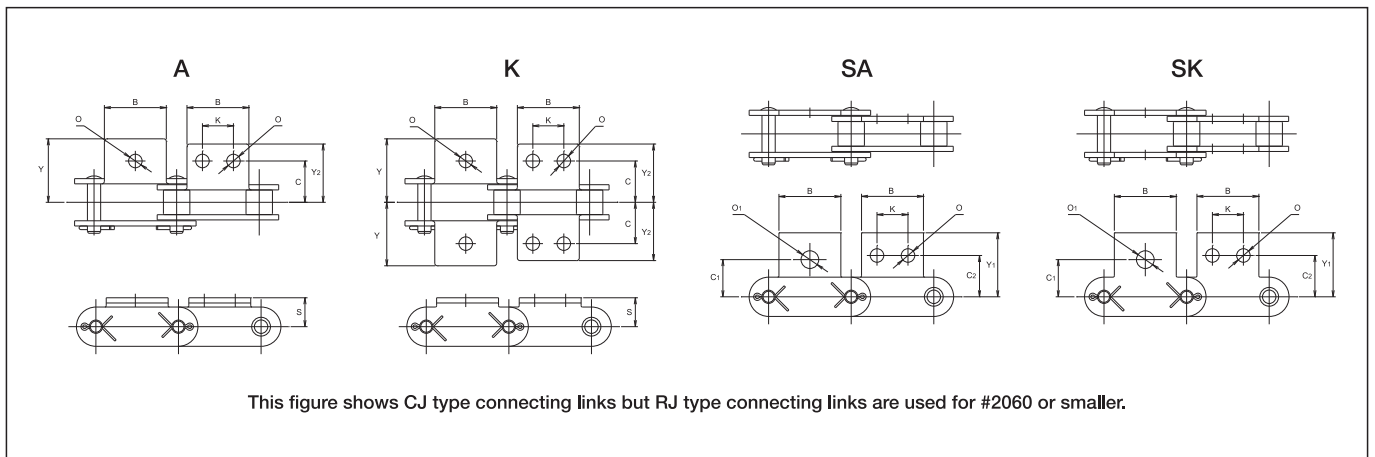 A K SA SK
B B B B
O K O O K O
Y C Y2 Y C Y2
C
Y Y2
B B B B
O1 K O O1 K O
C1 C2 Y1 C1 C2 Y1
S S
This figure shows CJ type connecting links but RJ type connecting links are used for #2060 or smaller.